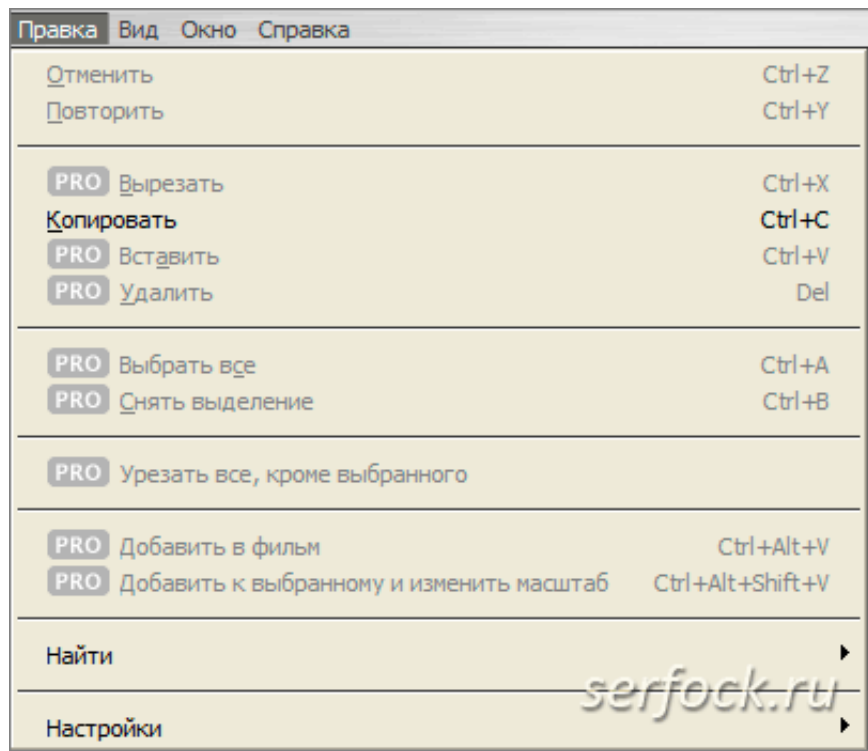 Правка Вид Окно Справка
Отменить Ctrl+Z
Повторить Ctrl+Y
PRO Вырезать Ctrl+X
Копировать Ctrl+C
PRO Вставить Ctrl+V
PRO Удалить Del
PRO Выбрать все Ctrl+A
PRO Снять выделение Ctrl+B
PRO Урезать все, кроме выбранного
PRO Добавить в фильм Ctrl+Alt+V
PRO Добавить к выбранному и изменить масштаб Ctrl+Alt+Shift+V
Найти
serfock.ru
Настройки